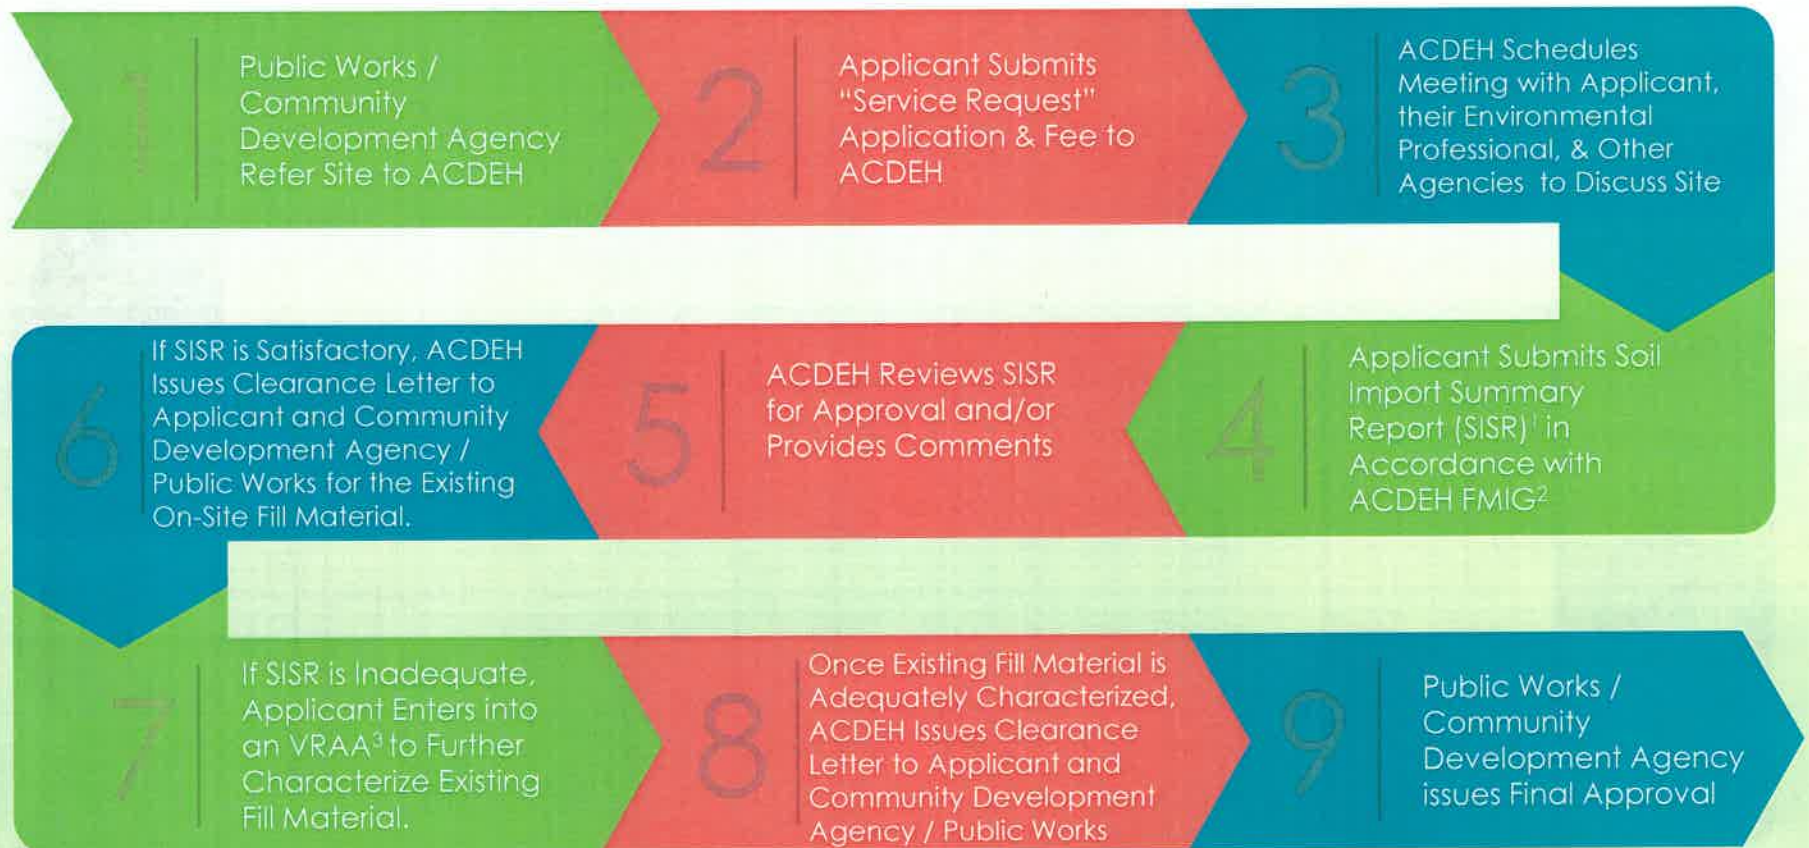 1
Public Works /
Community
Development Agency
Refer Site to ACDEH
2
Applicant Submits
“Service Request”
Application & Fee to
ACDEH
3
ACDEH Schedules
Meeting with Applicant,
their Environmental
Professional, & Other
Agencies to Discuss Site
4
Applicant Submits Soil
Import Summary
Report (SISR)¹ in
Accordance with
ACDEH FMIG²
5
ACDEH Reviews SISR
for Approval and/or
Provides Comments
6
If SISR is Satisfactory, ACDEH
Issues Clearance Letter to
Applicant and Community
Development Agency /
Public Works for the Existing
On-Site Fill Material.
7
If SISR is Inadequate,
Applicant Enters into
an VRAA³ to Further
Characterize Existing
Fill Material.
8
Once Existing Fill Material is
Adequately Characterized,
ACDEH Issues Clearance
Letter to Applicant and
Community Development
Agency / Public Works
9
Public Works /
Community
Development Agency
issues Final Approval